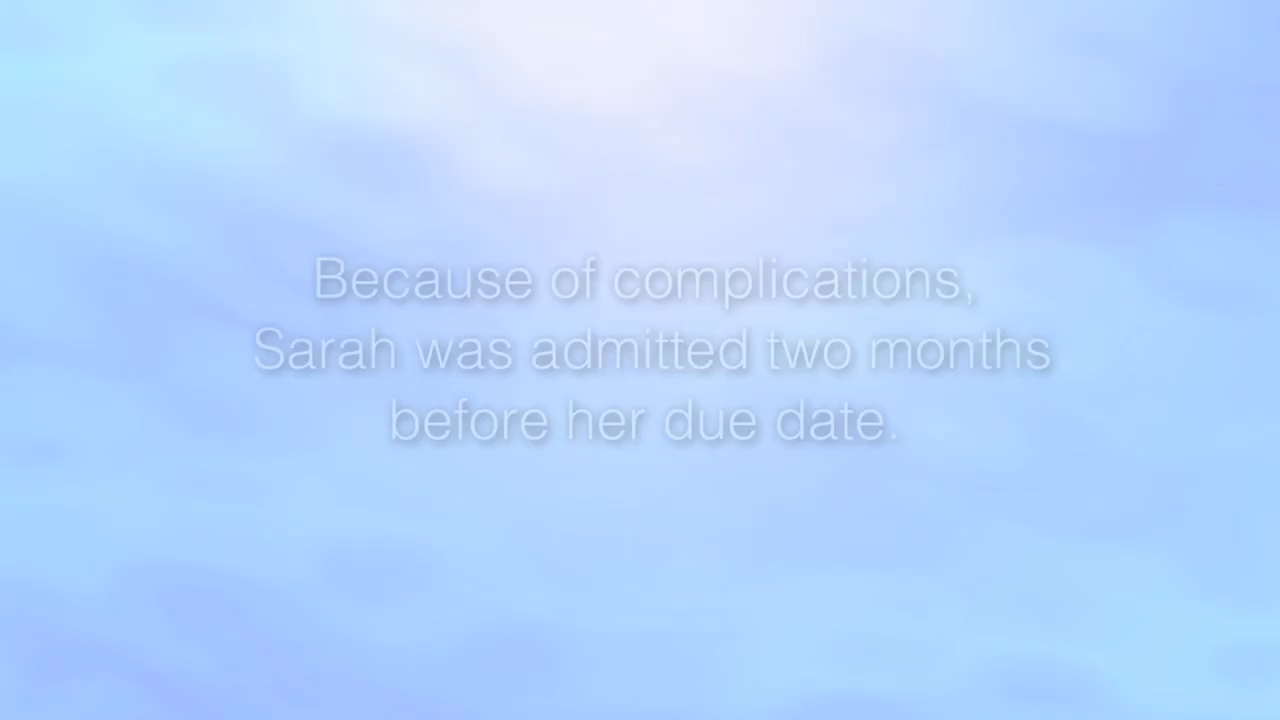 Because of complications,
Sarah was admitted two months
before her due date.